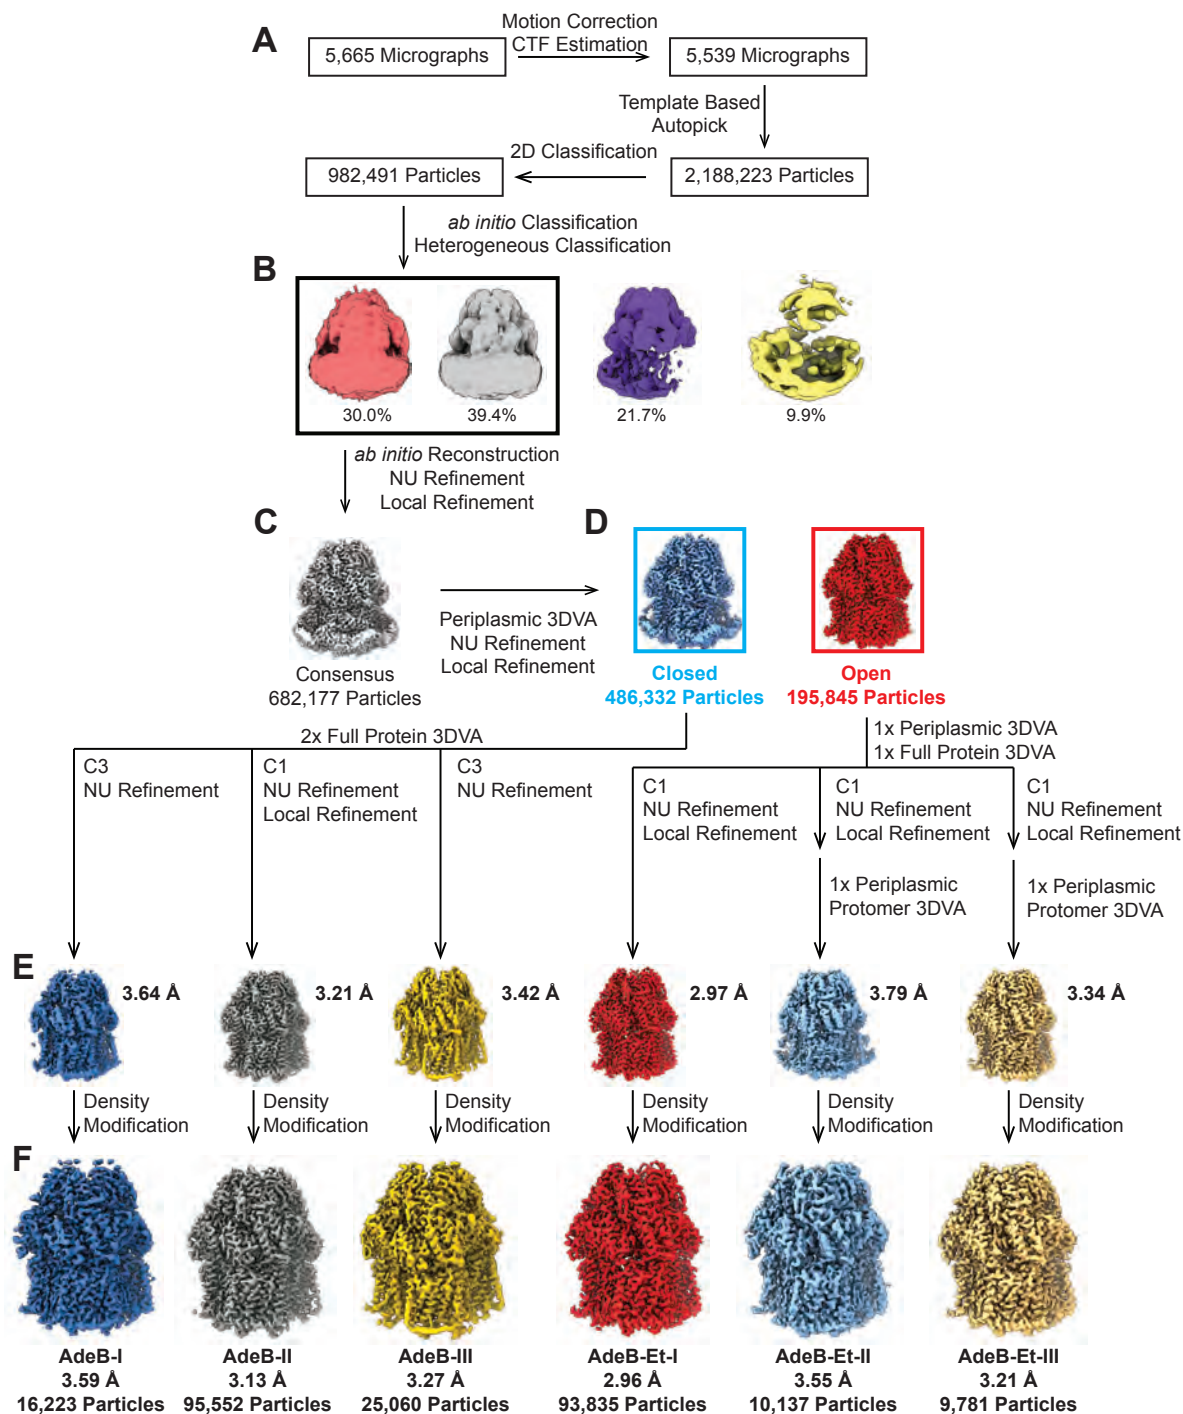 A
5,665 Micrographs
Motion Correction
CTF Estimation
5,539 Micrographs
Template Based
Autopick
2,188,223 Particles
2D Classification
982,491 Particles
ab initio Classification
Heterogeneous Classification
B
30.0%
39.4%
21.7%
9.9%
ab initio Reconstruction
NU Refinement
Local Refinement
C
Consensus
682,177 Particles
Periplasmic 3DVA
NU Refinement
Local Refinement
D
Closed
486,332 Particles
Open
195,845 Particles
2x Full Protein 3DVA
1x Periplasmic 3DVA
1x Full Protein 3DVA
C3
NU Refinement
C1
NU Refinement
Local Refinement
C3
NU Refinement
C1
NU Refinement
Local Refinement
C1
NU Refinement
Local Refinement
C1
NU Refinement
Local Refinement
1x Periplasmic
Protomer 3DVA
1x Periplasmic
Protomer 3DVA
E
3.64 Å
3.21 Å
3.42 Å
2.97 Å
3.79 Å
3.34 Å
Density
Modification
Density
Modification
Density
Modification
Density
Modification
Density
Modification
Density
Modification
F
AdeB-I
3.59 Å
16,223 Particles
AdeB-II
3.13 Å
95,552 Particles
AdeB-III
3.27 Å
25,060 Particles
AdeB-Et-I
2.96 Å
93,835 Particles
AdeB-Et-II
3.55 Å
10,137 Particles
AdeB-Et-III
3.21 Å
9,781 Particles